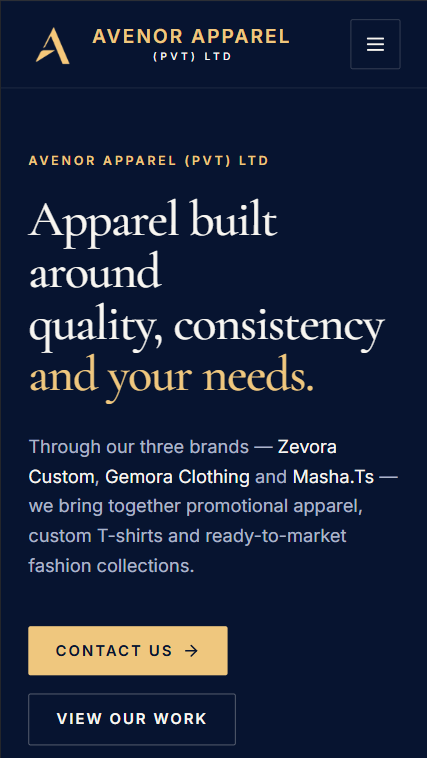 AVENOR APPAREL
(PVT) LTD
AVENOR APPAREL (PVT) LTD
Apparel built
around
quality, consistency
and your needs.
Through our three brands — Zevora
Custom, Gemora Clothing and Masha.Ts —
we bring together promotional apparel,
custom T-shirts and ready-to-market
fashion collections.
CONTACT US →
VIEW OUR WORK